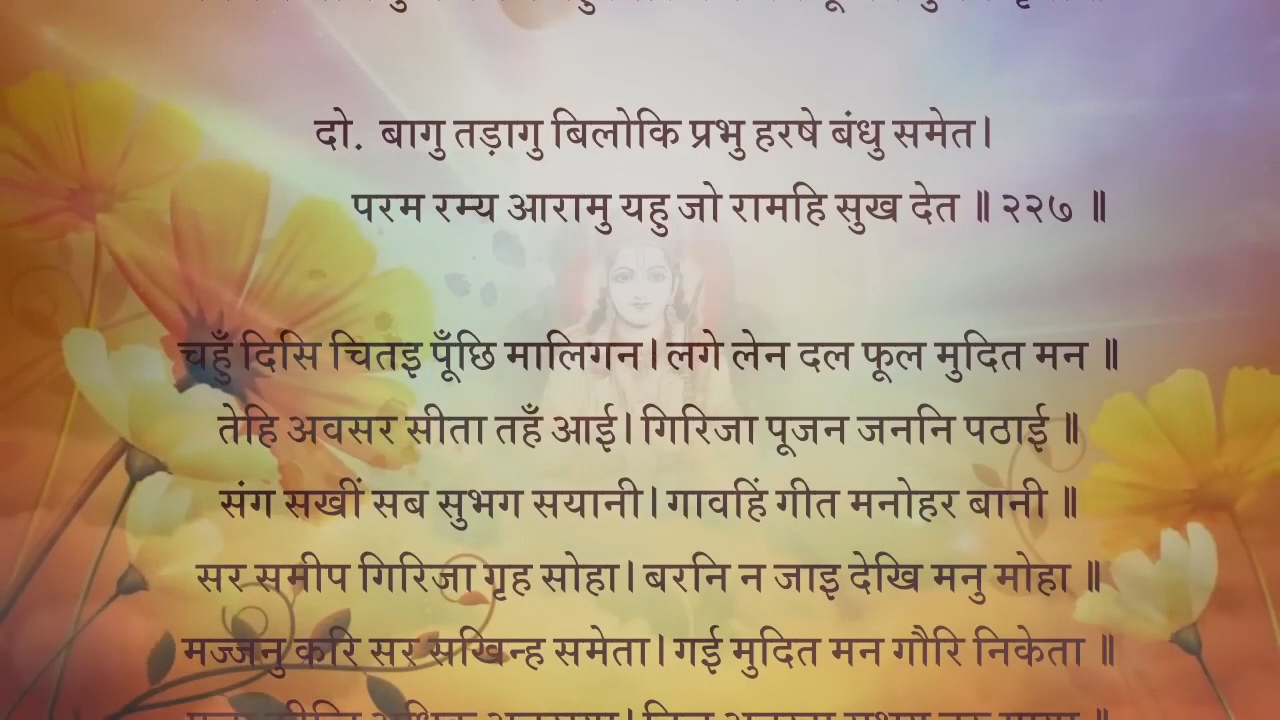 दो. बागु तड़ागु बिलोकि प्रभु हरषे बंधु समेत।
परम रम्य आरामु यहु जो रामहि सुख देत ॥ २२७ ॥
चहुँ दिसि चितइ पूँछि मालिगन। लगे लेन दल फूल मुदित मन ॥
तेहि अवसर सीता तहँ आई। गिरिजा पूजन जननि पठाई ॥
संग सखीं सब सुभग सयानी। गावहिं गीत मनोहर बानी ॥
सर समीप गिरिजा गृह सोहा। बरनि न जाइ देखि मनु मोहा ॥
मज्जनु करि सर सखिन्ह समेता। गई मुदित मन गौरि निकेता ॥